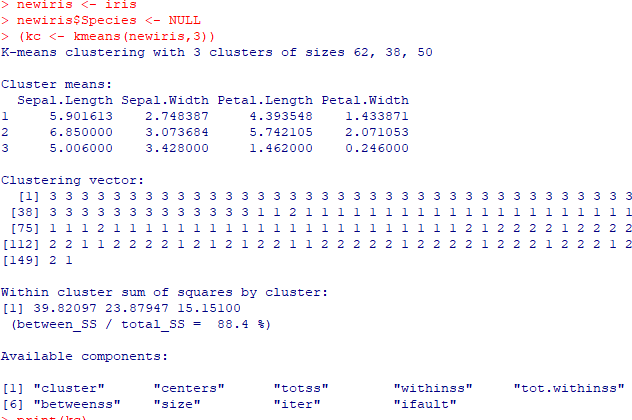 > newiris <- iris
> newiris$Species <- NULL
> (kc <- kmeans(newiris,3))
K-means clustering with 3 clusters of sizes 62, 38, 50
Cluster means:
Sepal.Length Sepal.Width Petal.Length Petal.Width
1 5.901613 2.748387 4.393548 1.433871
2 6.850000 3.073684 5.742105 2.071053
3 5.006000 3.428000 1.462000 0.246000
Clustering vector:
[1] 3 3 3 3 3 3 3 3 3 3 3 3 3 3 3 3 3 3 3 3 3 3 3 3 3 3 3 3 3 3 3 3 3 3 3 3 3
[38] 3 3 3 3 3 3 3 3 3 3 3 3 3 1 1 2 1 1 1 1 1 1 1 1 1 1 1 1 1 1 1 1 1 1 1 1 1
[75] 1 1 1 2 1 1 1 1 1 1 1 1 1 1 1 1 1 1 1 1 1 1 1 1 1 1 2 1 2 2 2 2 1 2 2 2 2
[112] 2 2 1 1 2 2 2 2 1 2 1 2 1 2 2 1 1 2 2 2 2 2 1 2 2 2 2 1 2 2 2 1 2 2 2 1 2
[149] 2 1
Within cluster sum of squares by cluster:
[1] 39.82097 23.87947 15.15100
(between_SS / total_SS = 88.4 %)
Available components:
[1] "cluster" "centers" "totss" "withinss" "tot.withinss"
[6] "betweenss" "size" "iter" "ifault"
> print(kc)